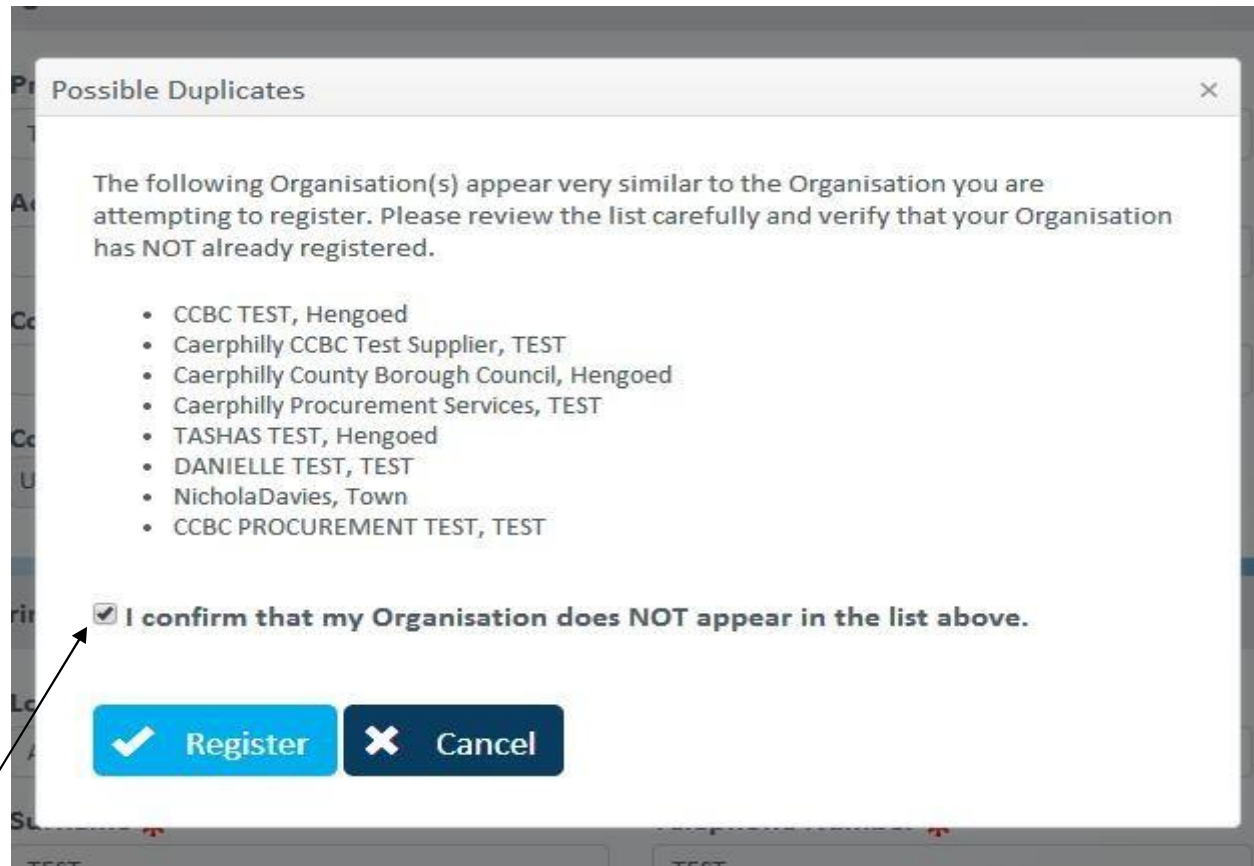 Possible Duplicates
The following Organisation(s) appear very similar to the Organisation you are
attempting to register. Please review the list carefully and verify that your Organisation
has NOT already registered.
• CCBC TEST, Hengoed
• Caerphilly CCBC Test Supplier, TEST
• Caerphilly County Borough Council, Hengoed
• Caerphilly Procurement Services, TEST
• TASHAS TEST, Hengoed
• DANIELLE TEST, TEST
• NicholaDavies, Town
• CCBC PROCUREMENT TEST, TEST
I confirm that my Organisation does NOT appear in the list above.
Register Cancel